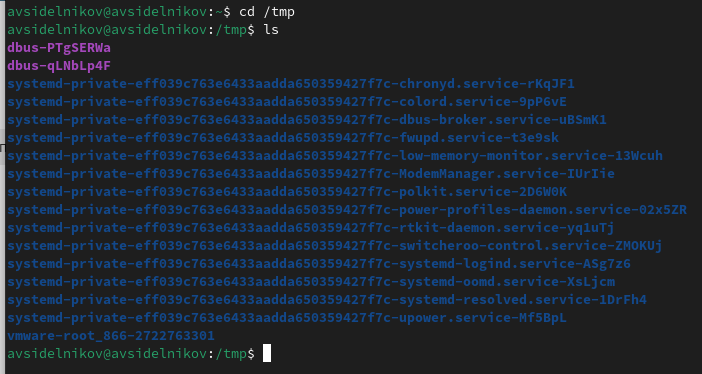 avsidelnikov@avsidelnikov:~$ cd /tmp
avsidelnikov@avsidelnikov:/tmp$ ls
dbus-PTgSERWa
dbus-qLNbLp4F
systemd-private-eff039c763e6433aadda650359427f7c-chronyd.service-rKqJF1
systemd-private-eff039c763e6433aadda650359427f7c-colord.service-9pP6vE
systemd-private-eff039c763e6433aadda650359427f7c-dbus-broker.service-uBSmK1
systemd-private-eff039c763e6433aadda650359427f7c-fwupd.service-t3e9sk
systemd-private-eff039c763e6433aadda650359427f7c-low-memory-monitor.service-13Wcuh
systemd-private-eff039c763e6433aadda650359427f7c-ModemManager.service-IUrIie
systemd-private-eff039c763e6433aadda650359427f7c-polkit.service-2D6W0K
systemd-private-eff039c763e6433aadda650359427f7c-power-profiles-daemon.service-02x5ZR
systemd-private-eff039c763e6433aadda650359427f7c-rtkit-daemon.service-yq1uTj
systemd-private-eff039c763e6433aadda650359427f7c-switcheroo-control.service-ZMOKUj
systemd-private-eff039c763e6433aadda650359427f7c-systemd-logind.service-ASg7z6
systemd-private-eff039c763e6433aadda650359427f7c-systemd-oomd.service-XsLjcm
systemd-private-eff039c763e6433aadda650359427f7c-systemd-resolved.service-1DrFh4
systemd-private-eff039c763e6433aadda650359427f7c-upower.service-Mf5BpL
vmware-root_866-2722763301
avsidelnikov@avsidelnikov:/tmp$